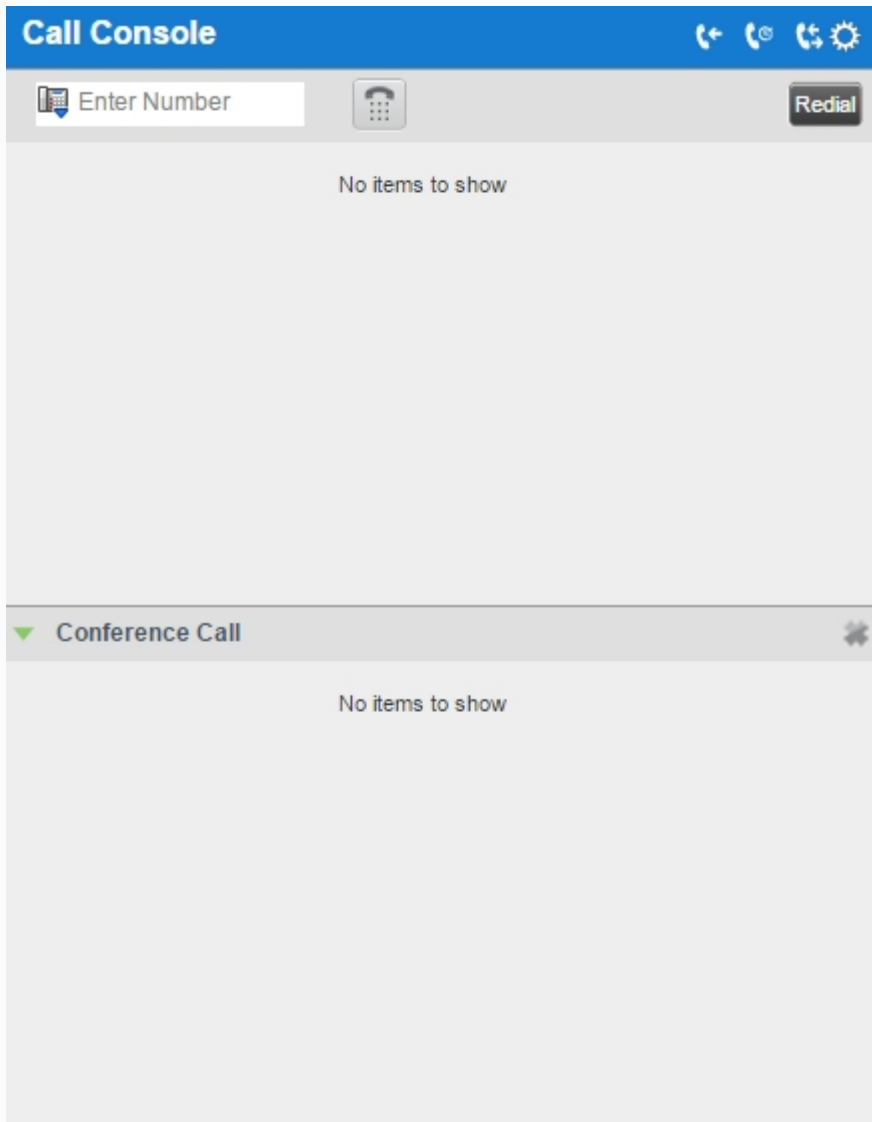 Call Console
Enter Number
Redial
No items to show
Conference Call
No items to show